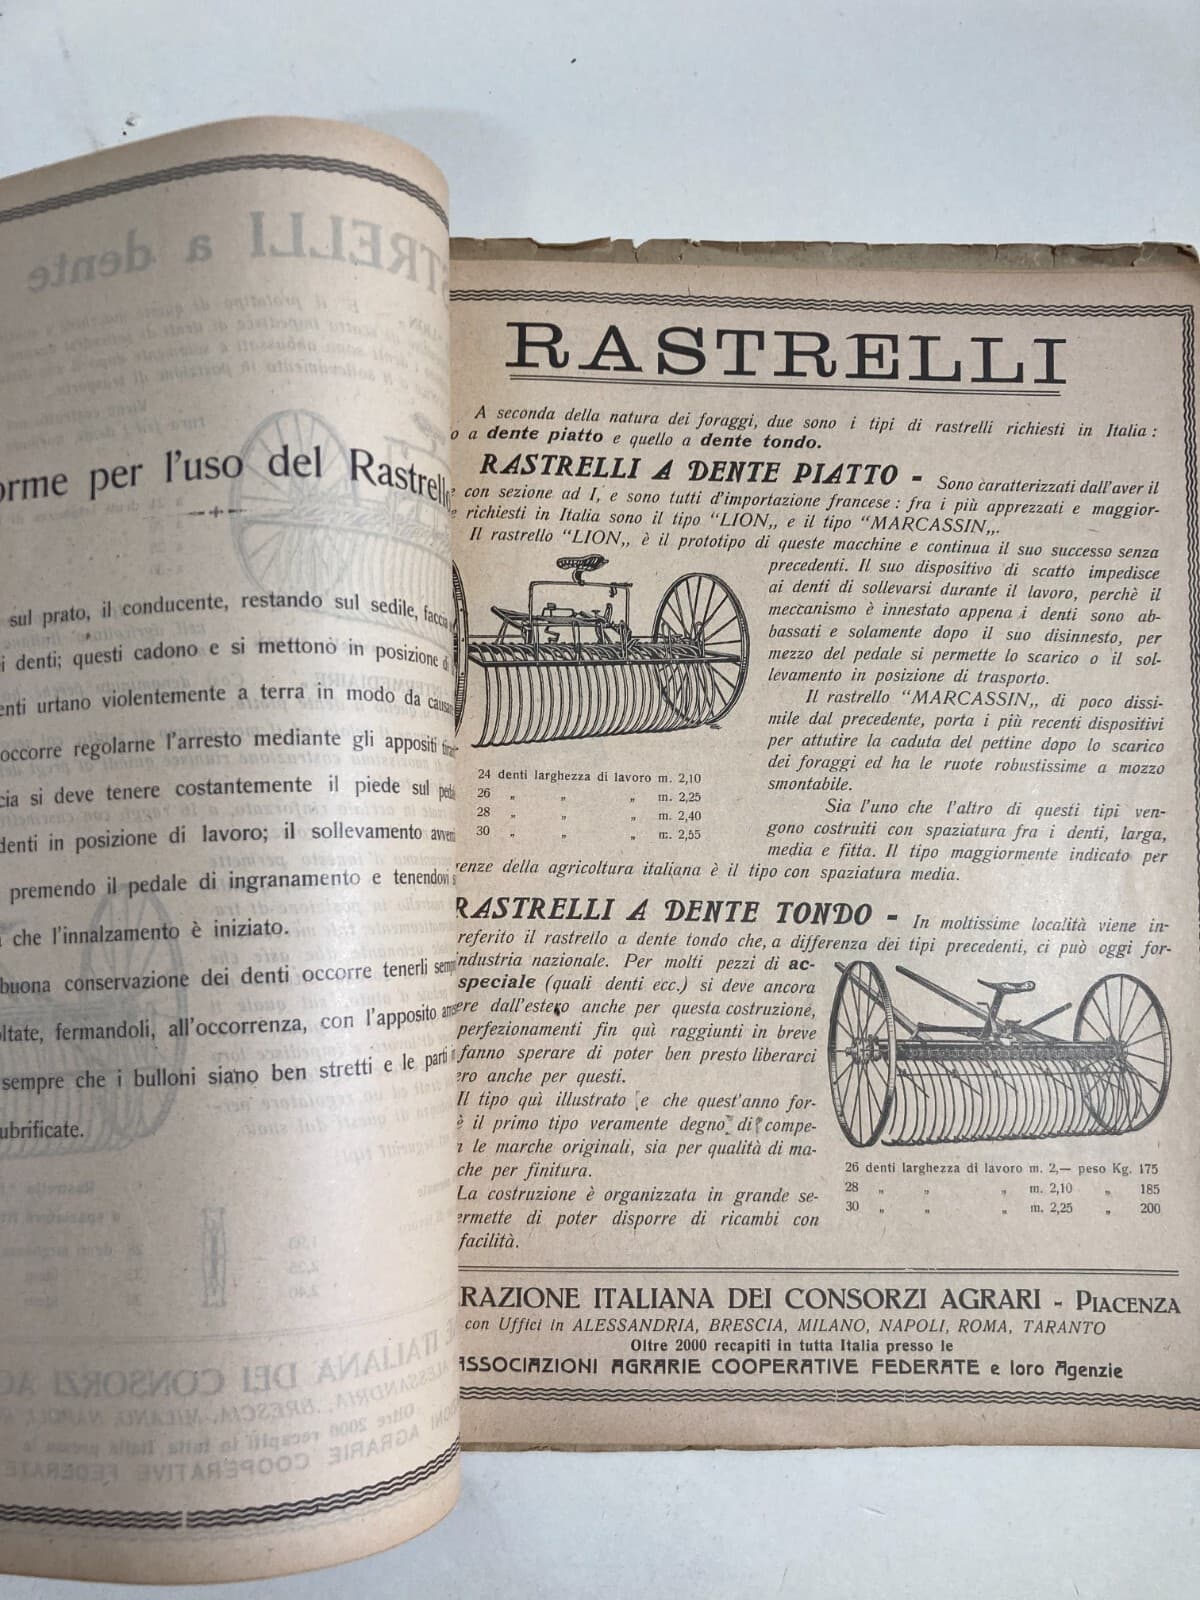 orme per l'uso del Rastrell
sul prato, il conducente, restando sul sedile, faccia
i denti; questi cadono e si mettono in posizione di
enti urtano violentemente a terra in modo da causar
occorre regolarne l'arresto mediante gli appositi
cia si deve tenere costantemente il piede sul peda
denti in posizione di lavoro; il sollevamento avvem
premendo il pedale di ingranamento e tenendovi s
che l'innalzamento è iniziato.
buona conservazione dei denti occorre tenerli semp
oltate, fermandoli, all'occorrenza, con l'apposito
sempre che i bulloni siano ben stretti e le parti
ubrificate.
RASTRELLI
A seconda della natura dei foraggi, due sono i tipi di rastrelli richiesti in Italia :
o a dente piatto e quello a dente tondo.
RASTRELLI A DENTE PIATTO - Sono caratterizzati dall'aver il
con sezione ad I, e sono tutti d'importazione francese : fra i più apprezzati e maggior-
e richiesti in Italia sono il tipo "LION„ e il tipo "MARCASSIN„.
Il rastrello "LION„ è il prototipo di queste macchine e continua il suo successo senza
precedenti. Il suo dispositivo di scatto impedisce
ai denti di sollevarsi durante il lavoro, perchè il
meccanismo è innestato appena i denti sono ab-
bassati e solamente dopo il suo disinnesto, per
mezzo del pedale si permette lo scarico o il sol-
levamento in posizione di trasporto.
Il rastrello "MARCASSIN„ di poco dissi-
mile dal precedente, porta i più recenti dispositivi
per attutire la caduta del pettine dopo lo scarico
dei foraggi ed ha le ruote robustissime a mozzo
smontabile.
Sia l'uno che l'altro di questi tipi ven-
gono costruiti con spaziatura fra i denti, larga,
media e fitta. Il tipo maggiormente indicato per
renze della agricoltura italiana è il tipo con spaziatura media.
24 denti larghezza di lavoro m. 2,10
26 „ „ „ m. 2,25
28 „ „ „ m. 2,40
30 „ „ „ m. 2,55
RASTRELLI A DENTE TONDO - In moltissime località viene in-
referito il rastrello a dente tondo che, a differenza dei tipi precedenti, ci può oggi for-
industria nazionale. Per molti pezzi di ac-
speciale (quali denti ecc.) si deve ancora
ere dall'estero anche per questa costruzione,
perfezionamenti fin quì raggiunti in breve
fanno sperare di poter ben presto liberarci
ero anche per questi.
Il tipo quì illustrato e che quest'anno for-
è il primo tipo veramente degno di compe-
le marche originali, sia per qualità di ma-
che per finitura.
La costruzione è organizzata in grande se-
ermette di poter disporre di ricambi con
facilità.
26 denti larghezza di lavoro m. 2,— peso Kg. 175
28 „ „ „ m. 2,10 „ 185
30 „ „ „ m. 2,25 „ 200
RAZIONE ITALIANA DEI CONSORZI AGRARI - PIACENZA
con Uffici in ALESSANDRIA, BRESCIA, MILANO, NAPOLI, ROMA, TARANTO
Oltre 2000 recapiti in tutta Italia presso le
ASSOCIAZIONI AGRARIE COOPERATIVE FEDERATE e loro Agenzie